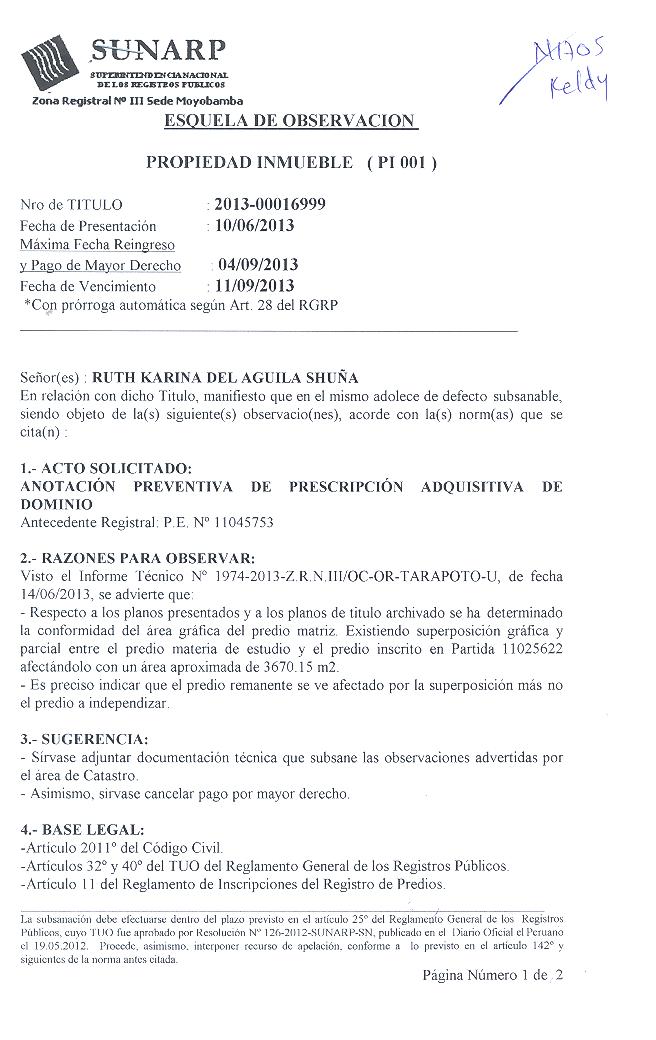 SUNARP
SUPERINTENDENCIA NACIONAL
DE LOS REGISTROS PUBLICOS
Zona Registral Nº III Sede Moyobamba
Keldy
ESQUELA DE OBSERVACION
PROPIEDAD INMUEBLE ( PI 001 )
Nro de TITULO : 2013-00016999
Fecha de Presentación : 10/06/2013
Máxima Fecha Reingreso
y Pago de Mayor Derecho : 04/09/2013
Fecha de Vencimiento : 11/09/2013
*Con prórroga automática según Art. 28 del RGRP
Señor(es) : RUTH KARINA DEL AGUILA SHUÑA
En relación con dicho Titulo, manifiesto que en el mismo adolece de defecto subsanable,
siendo objeto de la(s) siguiente(s) observacio(nes), acorde con la(s) norm(as) que se
cita(n) :
1.- ACTO SOLICITADO:
ANOTACIÓN PREVENTIVA DE PRESCRIPCIÓN ADQUISITIVA DE
DOMINIO
Antecedente Registral: P.E. Nº 11045753
2.- RAZONES PARA OBSERVAR:
Visto el Informe Técnico Nº 1974-2013-Z.R.N.III/OC-OR-TARAPOTO-U, de fecha
14/06/2013, se advierte que:
- Respecto a los planos presentados y a los planos de titulo archivado se ha determinado
la conformidad del área gráfica del predio matriz. Existiendo superposición gráfica y
parcial entre el predio materia de estudio y el predio inscrito en Partida 11025622
afectándolo con un área aproximada de 3670.15 m2.
- Es preciso indicar que el predio remanente se ve afectado por la superposición más no
el predio a independizar.
3.- SUGERENCIA:
- Sírvase adjuntar documentación técnica que subsane las observaciones advertidas por
el área de Catastro.
- Asimismo, sirvase cancelar pago por mayor derecho.
4.- BASE LEGAL:
-Artículo 2011º del Código Civil.
-Artículos 32º y 40º del TUO del Reglamento General de los Registros Públicos.
-Artículo 11 del Reglamento de Inscripciones del Registro de Predios.
La subsanación debe efectuarse dentro del plazo previsto en el artículo 25º del Reglamento General de los Registros
Públicos, cuyo TUO fue aprobado por Resolución Nº 126-2012-SUNARP-SN, publicado en el Diario Oficial el Peruano
el 19.05.2012. Procede, asimismo, interponer recurso de apelación, conforme a lo previsto en el artículo 142º y
siguientes de la norma antes citada.
Página Número 1 de 2